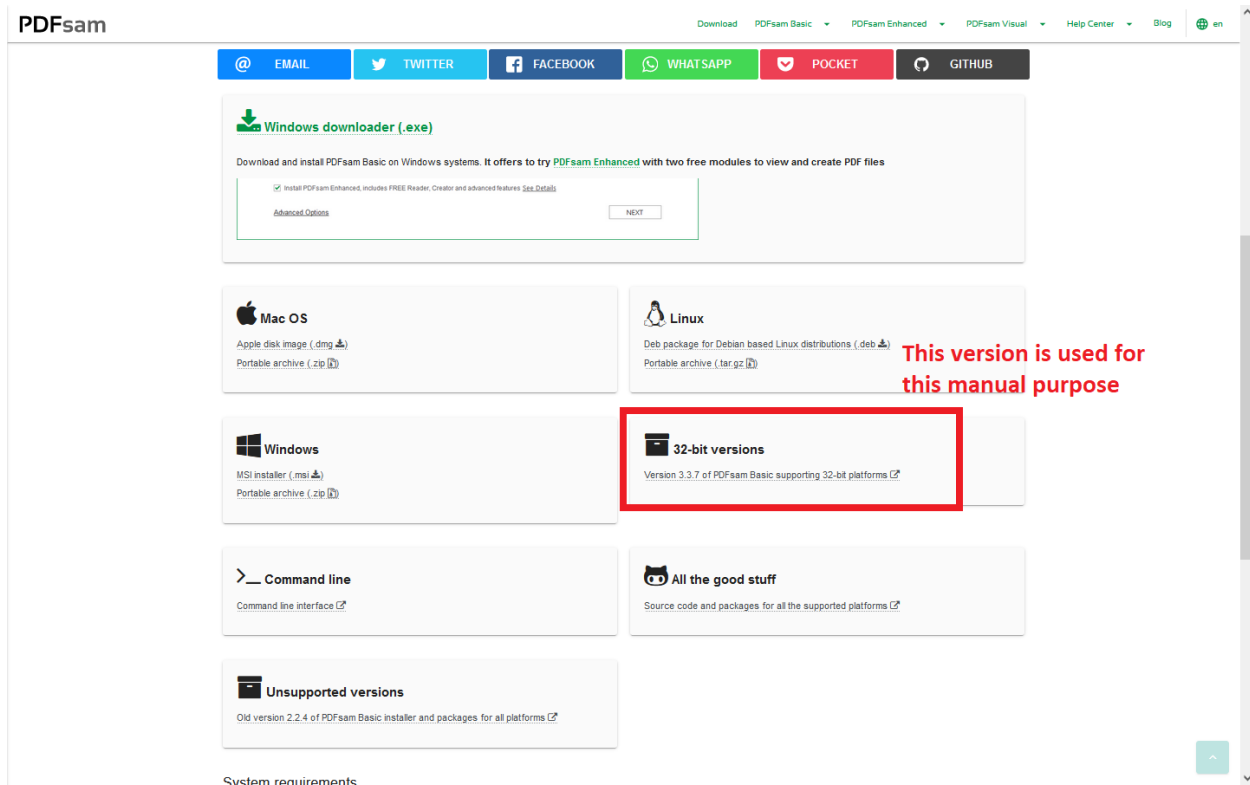 PDFsam
Download PDFsam Basic PDFsam Enhanced PDFsam Visual Help Center Blog en
@ EMAIL TWITTER FACEBOOK WHATSAPP POCKET GITHUB
Windows downloader (.exe)
Download and install PDFsam Basic on Windows systems. It offers to try PDFsam Enhanced with two free modules to view and create PDF files
Install PDFsam Enhanced, includes FREE Reader, Creator and advanced features See Details
Advanced Options NEXT
Mac OS
Apple disk image (.dmg)
Portable archive (.zip)
Linux
Deb package for Debian based Linux distributions (.deb)
Portable archive (.tar.gz)
This version is used for
this manual purpose
Windows
MSI installer (.msi)
Portable archive (.zip)
32-bit versions
Version 3.3.7 of PDFsam Basic supporting 32-bit platforms
Command line
Command line interface
All the good stuff
Source code and packages for all the supported platforms
Unsupported versions
Old version 2.2.4 of PDFsam Basic installer and packages for all platforms
System requirements